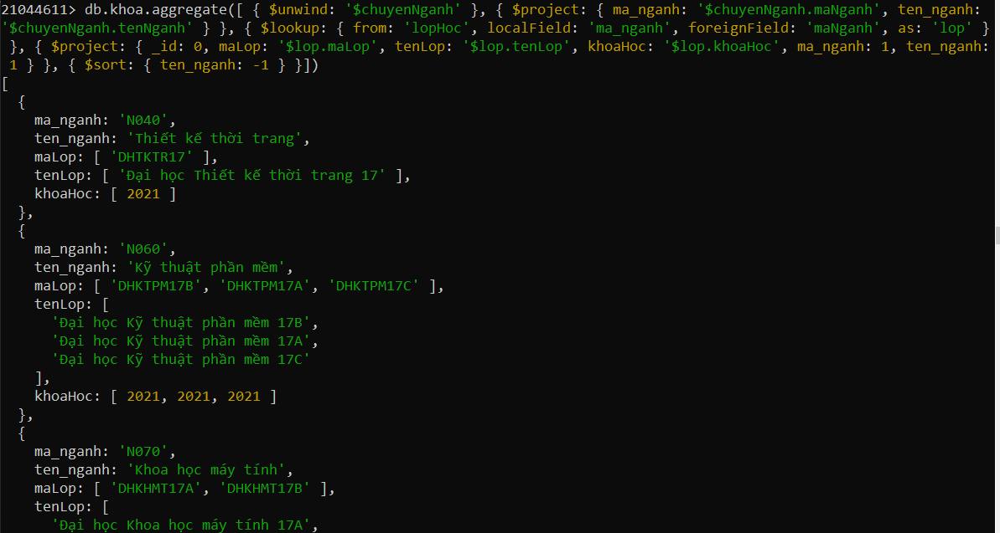 21044611> db.khoa.aggregate([ { $unwind: '$chuyenNganh' }, { $project: { ma_nganh: '$chuyenNganh.maNganh', ten_nganh:
'$chuyenNganh.tenNganh' } }, { $lookup: { from: 'lopHoc', localField: 'ma_nganh', foreignField: 'maNganh', as: 'lop' }
}, { $project: { _id: 0, maLop: '$lop.maLop', tenLop: '$lop.tenLop', khoaHoc: '$lop.khoaHoc', ma_nganh: 1, ten_nganh:
1 } }, { $sort: { ten_nganh: -1 } }])
[
  {
    ma_nganh: 'N040',
    ten_nganh: 'Thiết kế thời trang',
    maLop: [ 'DHTKTR17' ],
    tenLop: [ 'Đại học Thiết kế thời trang 17' ],
    khoaHoc: [ 2021 ]
  },
  {
    ma_nganh: 'N060',
    ten_nganh: 'Kỹ thuật phần mềm',
    maLop: [ 'DHKTPM17B', 'DHKTPM17A', 'DHKTPM17C' ],
    tenLop: [
      'Đại học Kỹ thuật phần mềm 17B',
      'Đại học Kỹ thuật phần mềm 17A',
      'Đại học Kỹ thuật phần mềm 17C'
    ],
    khoaHoc: [ 2021, 2021, 2021 ]
  },
  {
    ma_nganh: 'N070',
    ten_nganh: 'Khoa học máy tính',
    maLop: [ 'DHKHMT17A', 'DHKHMT17B' ],
    tenLop: [
      'Đại học Khoa học máy tính 17A',